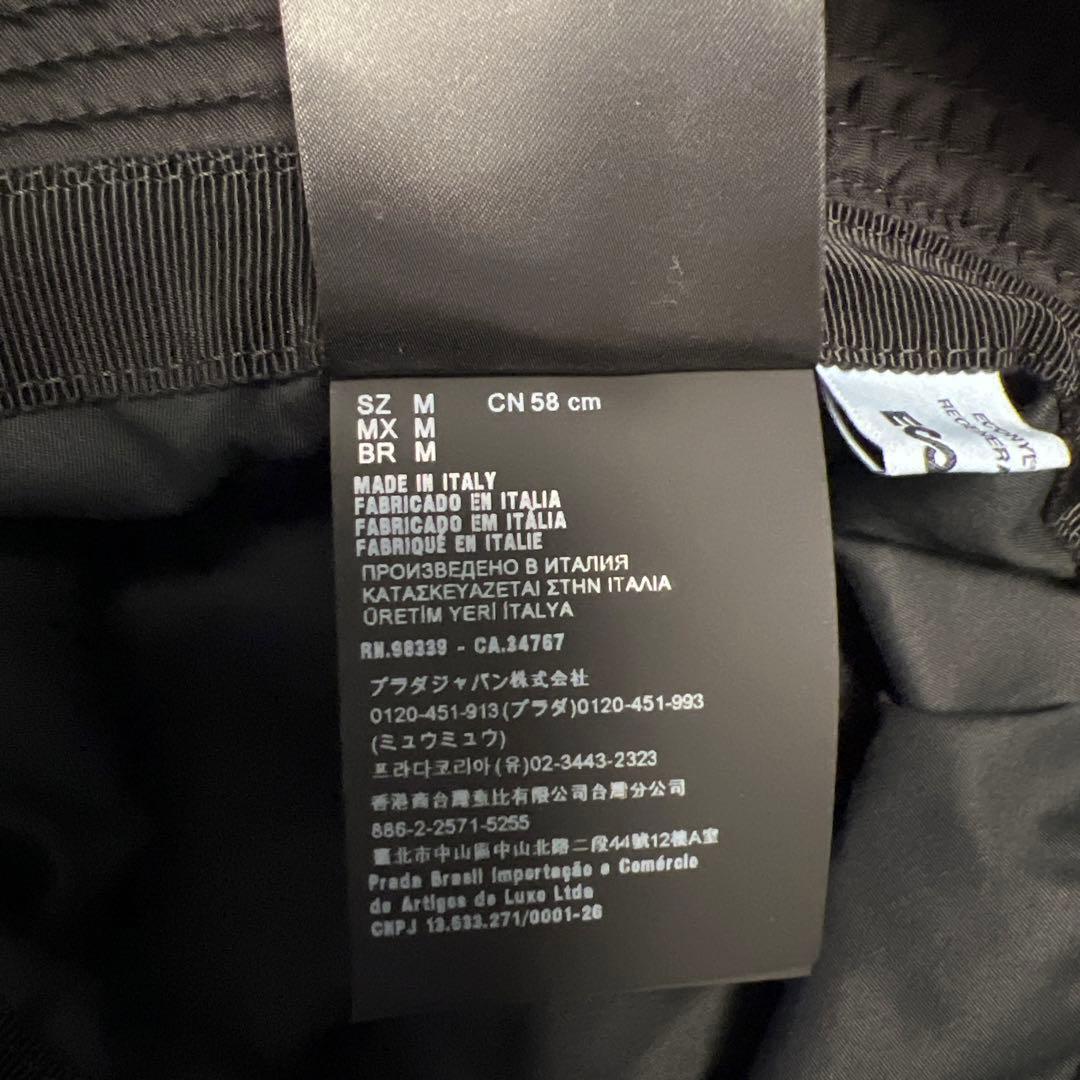 SZ M CN 58 cm
MX M
BR M
MADE IN ITALY
FABRICADO EN ITALIA
FABRICADO EM ITÁLIA
FABRIQUÉ EN ITALIE
ПРОИЗВЕДЕНО В ИТАЛИЯ
ΚΑΤΑΣΚΕΥΑΖΕΤΑΙ ΣΤΗΝ ΙΤΑΛΙΑ
ÜRETİM YERİ İTALYA
RN.98339 - CA.34767
プラダジャパン株式会社
0120-451-913(プラダ)0120-451-993
(ミュウミュウ)
프라다코리아(유)02-3443-2323
香港商台灣重比有限公司台灣分公司
886-2-2571-5255
臺北市中山區中山北路二段44號12樓A室
Prada Brasil Importação e Comércio
de Artigos de Luxo Ltda
CNPJ 13.633.271/0001-26
ECONYL